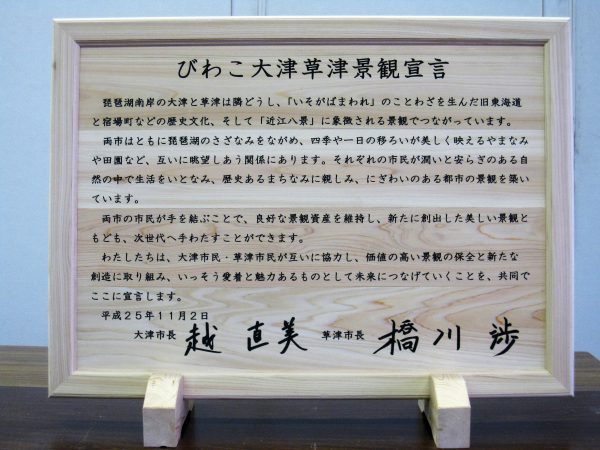 びわこ大津草津景観宣言
琵琶湖南岸の大津と草津は隣どうし、『いそがばまわれ』のことわざを生んだ旧東海道
と宿場町などの歴史文化、そして「近江八景」に象徴される景観でつながっています。
両市はともに琵琶湖のさざなみをながめ、四季や一日の移ろいが美しく映えるやまなみ
や田園など、互いに眺望しあう関係にあります。それぞれの市民が潤いと安らぎのある
自然の中で生活をいとなみ、歴史あるまちなみに親しみ、にぎわいのある都市の景観を築い
ています。
両市の市民が手を結ぶことで、良好な景観資産を維持し、新たに創出した美しい景観と
もども、次世代へ手わたすことができます。
わたしたちは、大津市民・草津市民が互いに協力し、価値の高い景観の保全と新たな
創造に取り組み、いっそう愛着と魅力あるものとして未来につなげていくことを、共同で
ここに宣言します。
平成25年11月2日
大津市長 越直美 草津市長 橋川渉